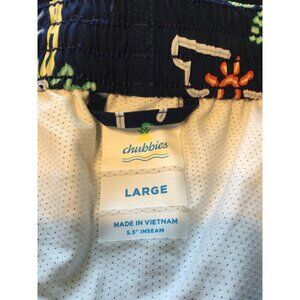 chubbies
LARGE
MADE IN VIETNAM
5.5" INSEAM